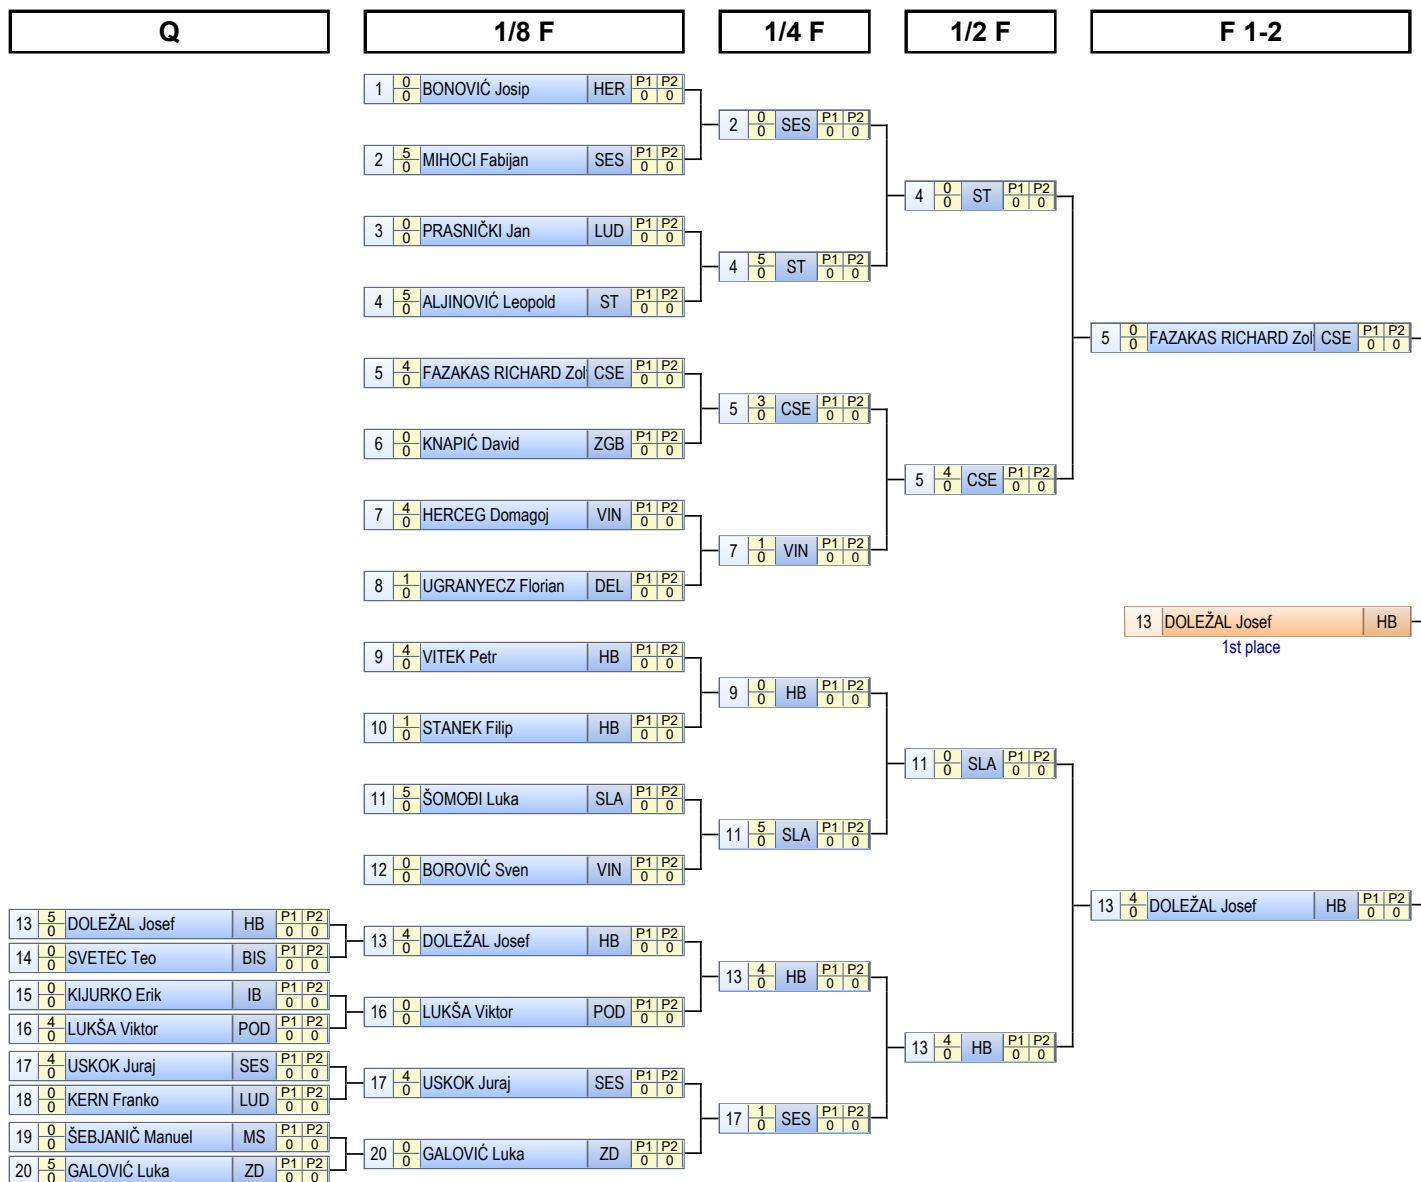 Q 1/8 F 1/4 F 1/2 F F 1-2
1 0 0 BONOVIĆ Josip HER P1 P2 0 0
2 0 0 SES P1 P2 0 0
2 5 0 MIHOCI Fabijan SES P1 P2 0 0
4 0 0 ST P1 P2 0 0
3 0 0 PRASNIČKI Jan LUD P1 P2 0 0
4 5 0 ST P1 P2 0 0
4 5 0 ALJINOVIĆ Leopold ST P1 P2 0 0
5 0 0 FAZAKAS RICHARD Zol CSE P1 P2 0 0
5 4 0 FAZAKAS RICHARD Zol CSE P1 P2 0 0
5 3 0 CSE P1 P2 0 0
6 0 0 KNAPIĆ David ZGB P1 P2 0 0
5 4 0 CSE P1 P2 0 0
7 4 0 HERCEG Domagoj VIN P1 P2 0 0
7 1 0 VIN P1 P2 0 0
8 1 0 UGRANYECZ Florian DEL P1 P2 0 0
13 DOLEŽAL Josef HB
1st place
9 4 0 VITEK Petr HB P1 P2 0 0
9 0 0 HB P1 P2 0 0
10 1 0 STANEK Filip HB P1 P2 0 0
11 0 0 SLA P1 P2 0 0
11 5 0 ŠOMOĐI Luka SLA P1 P2 0 0
11 5 0 SLA P1 P2 0 0
12 0 0 BOROVIĆ Sven VIN P1 P2 0 0
13 4 0 DOLEŽAL Josef HB P1 P2 0 0
13 5 0 DOLEŽAL Josef HB P1 P2 0 0
13 4 0 DOLEŽAL Josef HB P1 P2 0 0
14 0 0 SVETEC Teo BIS P1 P2 0 0
13 4 0 HB P1 P2 0 0
15 0 0 KIJURKO Erik IB P1 P2 0 0
16 0 0 LUKŠA Viktor POD P1 P2 0 0
16 4 0 LUKŠA Viktor POD P1 P2 0 0
13 4 0 HB P1 P2 0 0
17 4 0 USKOK Juraj SES P1 P2 0 0
17 4 0 USKOK Juraj SES P1 P2 0 0
18 0 0 KERN Franko LUD P1 P2 0 0
17 1 0 SES P1 P2 0 0
19 0 0 ŠEBJANIČ Manuel MS P1 P2 0 0
20 0 0 GALOVIĆ Luka ZD P1 P2 0 0
20 5 0 GALOVIĆ Luka ZD P1 P2 0 0